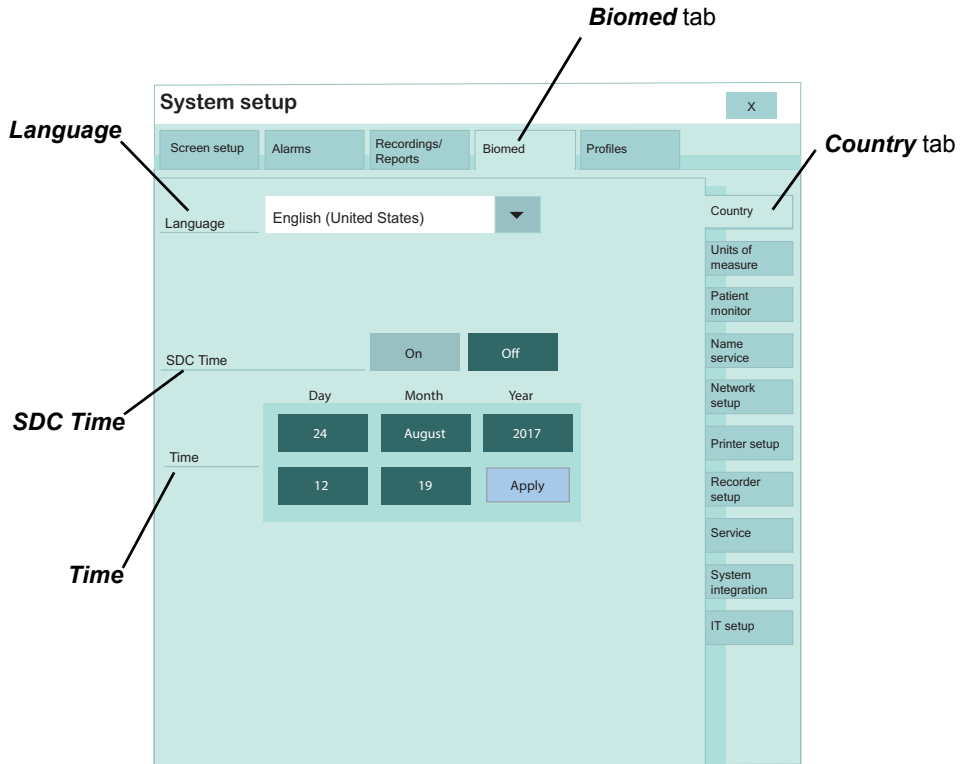 Biomed tab
System setup
X
Language
Country tab
Screen setup
Alarms
Recordings/
Reports
Biomed
Profiles
Language
English (United States)
Country
Units of
measure
Patient
monitor
Name
service
Network
setup
Printer setup
Recorder
setup
Service
System
integration
IT setup
SDC Time
On
Off
SDC Time
Day
Month
Year
24
August
2017
Time
12
19
Apply
Time